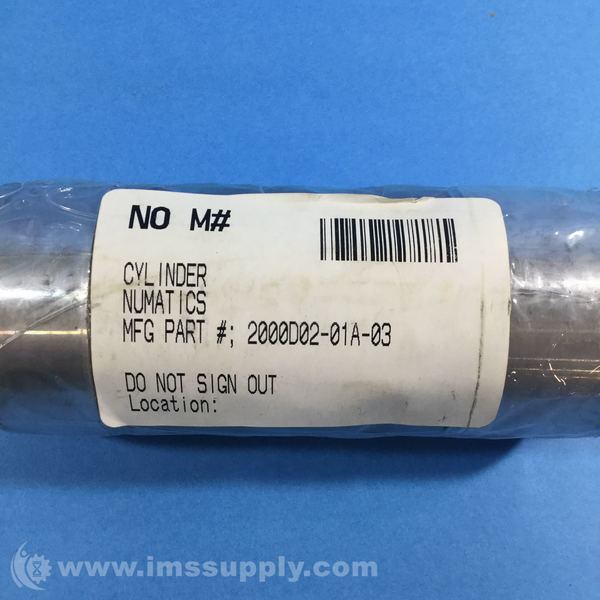 NO M#
CYLINDER
NUMATICS
MFG PART #; 2000D02-01A-03
DO NOT SIGN OUT
Location:
www.imssupply.com